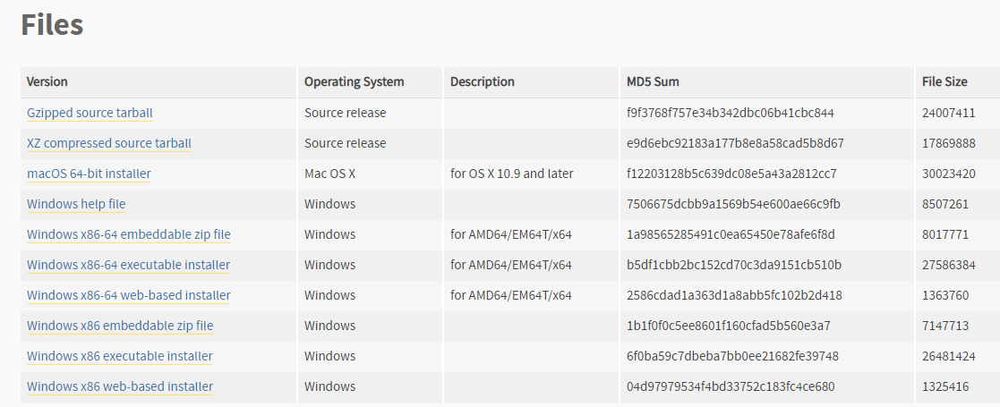 Files
Version Operating System Description MD5 Sum File Size
Gzipped source tarball Source release f9f3768f757e34b342dbc06b41cbc844 24007411
XZ compressed source tarball Source release e9d6ebc92183a177b8e8a58cad5b8d67 17869888
macOS 64-bit installer Mac OS X for OS X 10.9 and later f12203128b5c639dc08e5a43a2812cc7 30023420
Windows help file Windows 7506675dcbb9a1569b54e600ae66c9fb 8507261
Windows x86-64 embeddable zip file Windows for AMD64/EM64T/x64 1a98565285491c0ea65450e78afe6f8d 8017771
Windows x86-64 executable installer Windows for AMD64/EM64T/x64 b5df1cbb2bc152cd70c3da9151cb510b 27586384
Windows x86-64 web-based installer Windows for AMD64/EM64T/x64 2586cdad1a363d1a8abb5fc102b2d418 1363760
Windows x86 embeddable zip file Windows 1b1f0f0c5ee8601f160cfad5b560e3a7 7147713
Windows x86 executable installer Windows 6f0ba59c7dbeba7bb0ee21682fe39748 26481424
Windows x86 web-based installer Windows 04d97979534f4bd33752c183fc4ce680 1325416